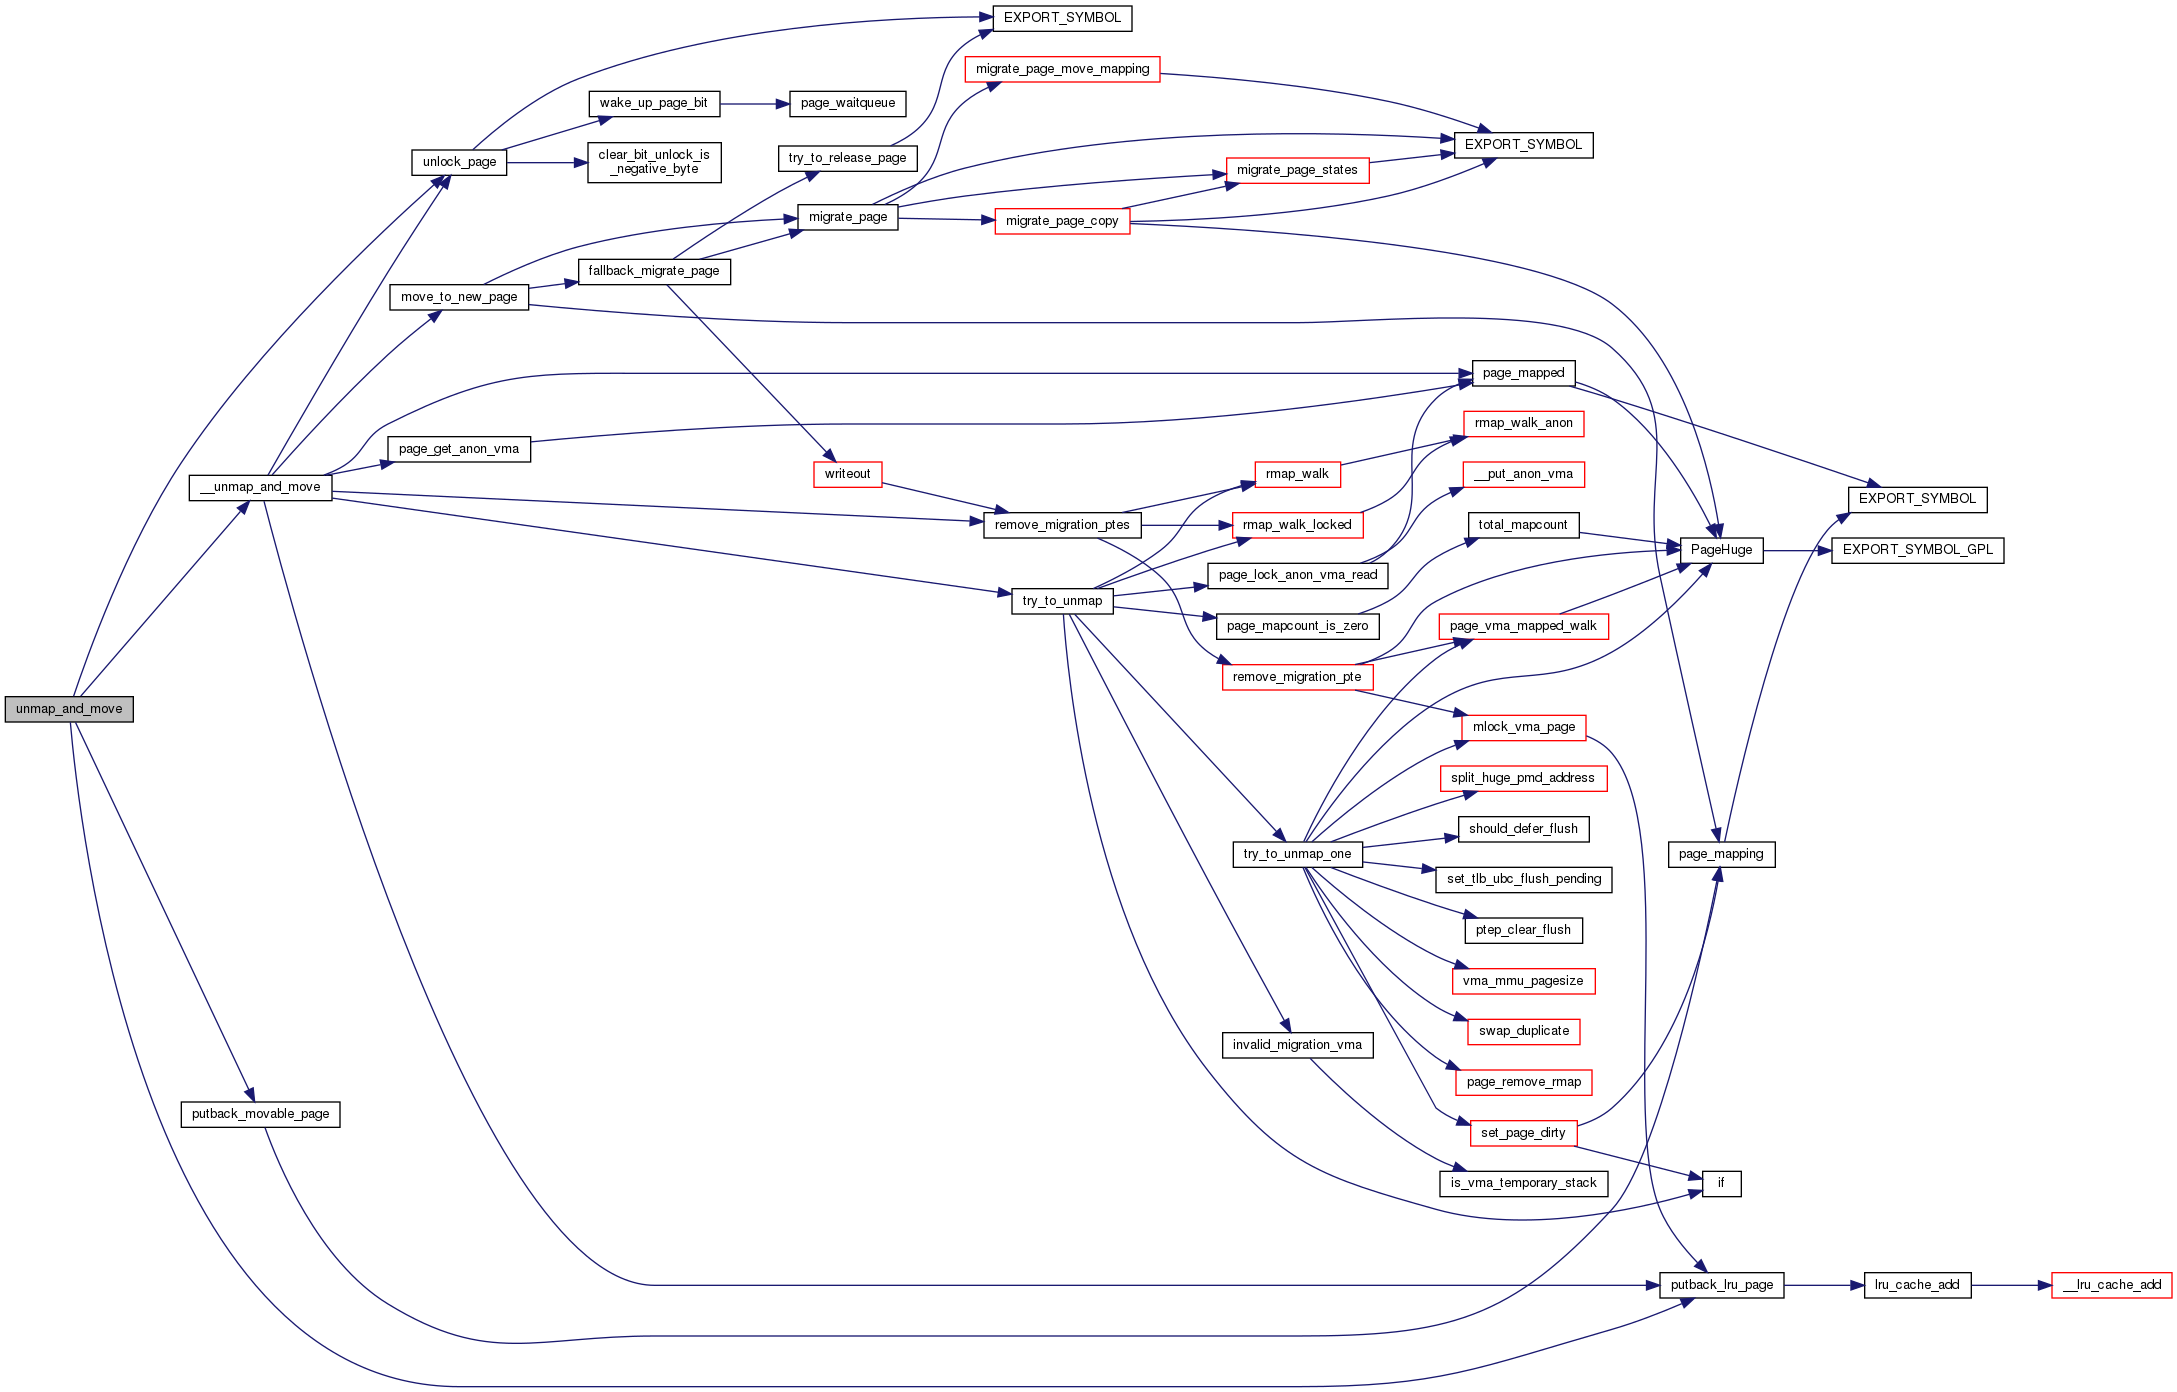 EXPORT_SYMBOL
migrate_page_move_mapping
wake_up_page_bit
page_waitqueue
unlock_page
clear_bit_unlock_is
_negative_byte
try_to_release_page
EXPORT_SYMBOL
migrate_page_states
migrate_page
migrate_page_copy
fallback_migrate_page
move_to_new_page
page_mapped
rmap_walk_anon
page_get_anon_vma
writeout
rmap_walk
__put_anon_vma
__unmap_and_move
EXPORT_SYMBOL
remove_migration_ptes
rmap_walk_locked
total_mapcount
PageHuge
EXPORT_SYMBOL_GPL
page_lock_anon_vma_read
try_to_unmap
page_mapcount_is_zero
page_vma_mapped_walk
remove_migration_pte
unmap_and_move
mlock_vma_page
split_huge_pmd_address
should_defer_flush
try_to_unmap_one
page_mapping
set_tlb_ubc_flush_pending
ptep_clear_flush
vma_mmu_pagesize
swap_duplicate
invalid_migration_vma
page_remove_rmap
putback_movable_page
set_page_dirty
is_vma_temporary_stack
if
putback_lru_page
lru_cache_add
__lru_cache_add